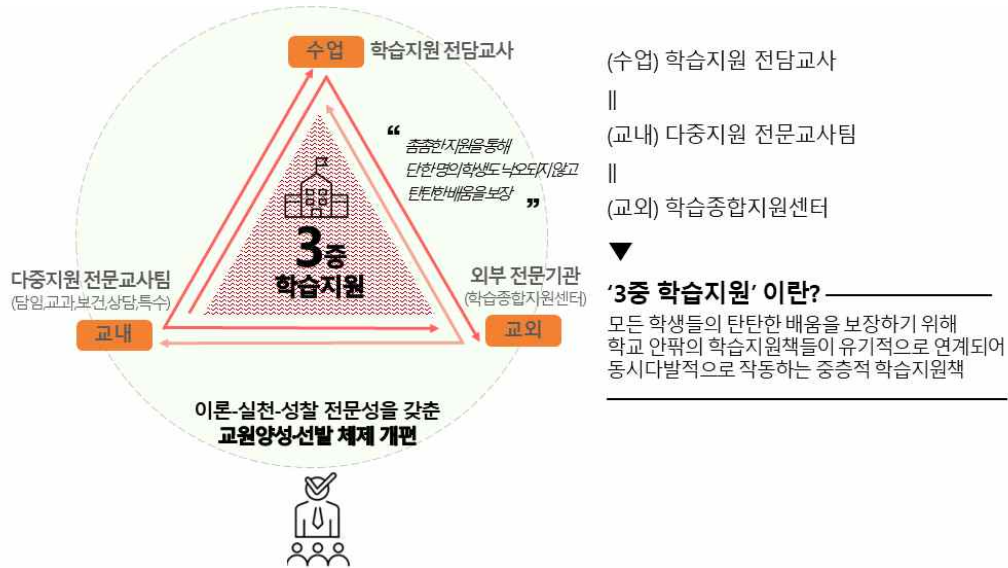 수업 학습지원 전담교사
“
촘촘한 지원을 통해
단 한 명의 학생도 낙오되지 않고
탄탄한 배움을 보장
”
3중
학습지원
다중지원 전문교사팀
(담임,교과,보건,상담,특수)
교내
외부 전문기관
(학습종합지원센터)
교외
이론-실천-성찰 전문성을 갖춘
교원양성·선발 체제 개편
(수업) 학습지원 전담교사
||
(교내) 다중지원 전문교사팀
||
(교외) 학습종합지원센터
▼
‘3중 학습지원’ 이란?
모든 학생들의 탄탄한 배움을 보장하기 위해
학교 안팎의 학습지원책들이 유기적으로 연계되어
동시다발적으로 작동하는 중층적 학습지원책